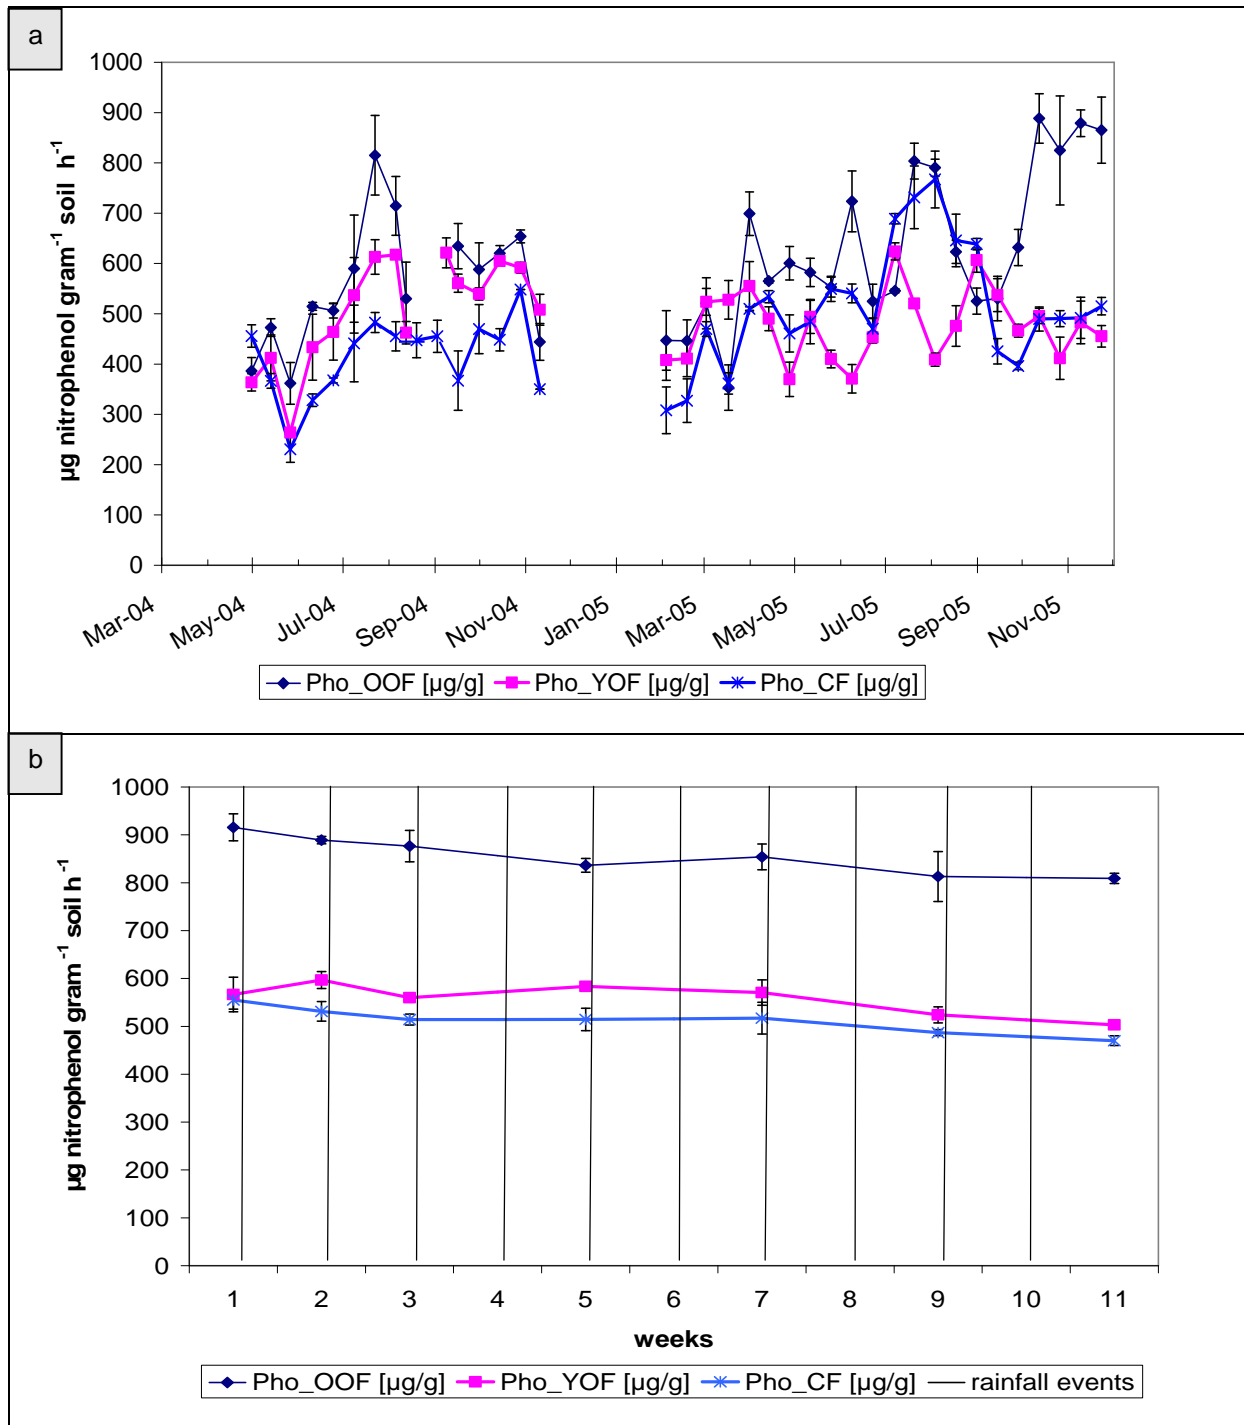 a
1000
900
800
700
600
500
400
300
200
100
0
µg nitrophenol gram⁻¹ soil h⁻¹
Mar-04 May-04 Jul-04 Sep-04 Nov-04 Jan-05 Mar-05 May-05 Jul-05 Sep-05 Nov-05
Pho_OOF [µg/g] Pho_YOF [µg/g] Pho_CF [µg/g]
b
1000
900
800
700
600
500
400
300
200
100
0
µg nitrophenol gram⁻¹ soil h⁻¹
1 2 3 4 5 6 7 8 9 10 11
weeks
Pho_OOF [µg/g] Pho_YOF [µg/g] Pho_CF [µg/g] rainfall events